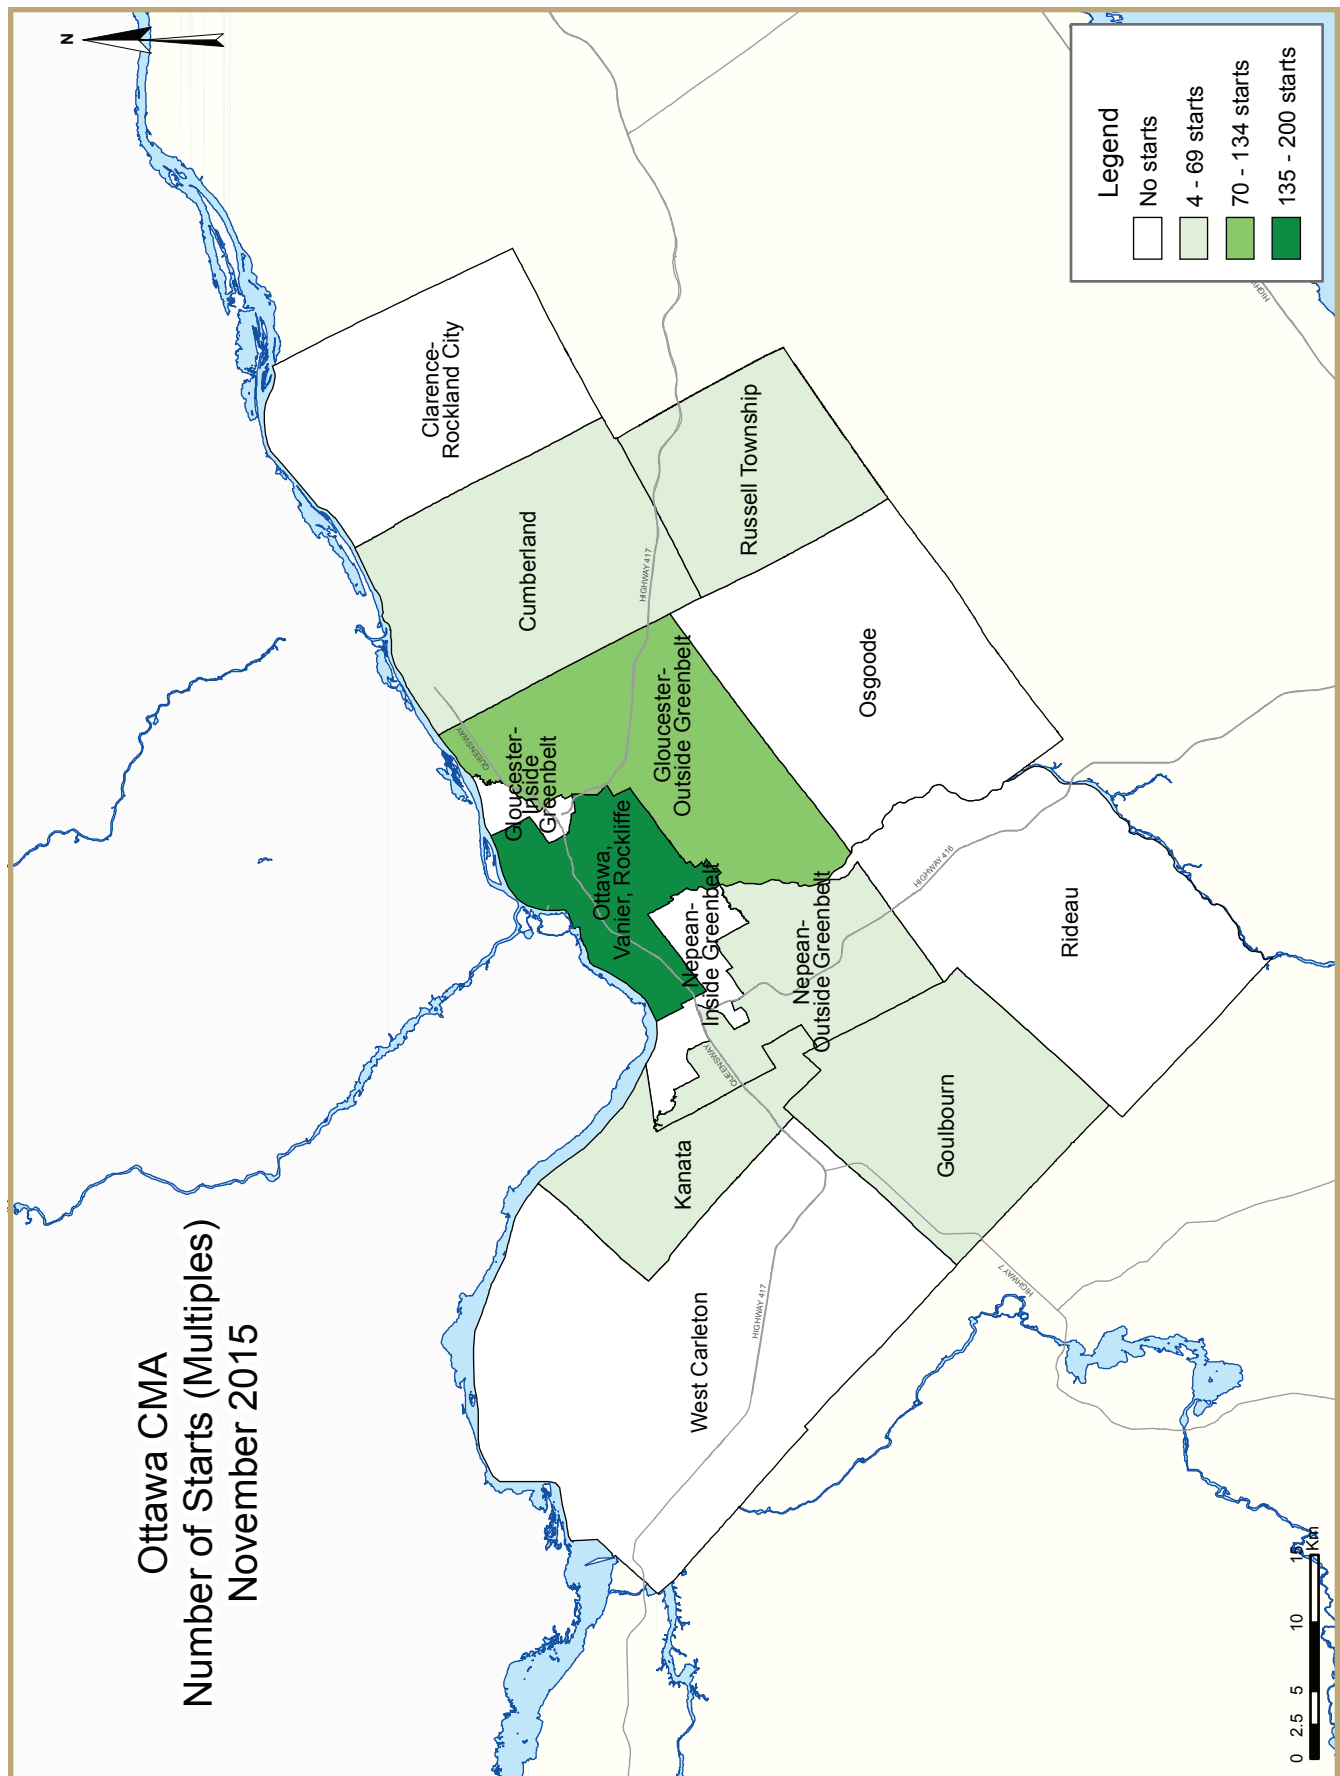 Ottawa CMA
Number of Starts (Multiples)
November 2015
N
Clarence-
Rockland City
Cumberland
Russell Township
HIGHWAY 417
QUEENSWAY
Gloucester-
Inside
Greenbelt
Gloucester-
Outside Greenbelt
Osgoode
Ottawa,
Vanier, Rockliffe
Nepean-
Inside Greenbelt
Nepean-
Outside Greenbelt
HIGHWAY 416
Rideau
QUEENSWAY
Kanata
Goulbourn
West Carleton
HIGHWAY 417
HIGHWAY 7
Legend
No starts
4 - 69 starts
70 - 134 starts
135 - 200 starts
0 2.5 5 10 15
Km